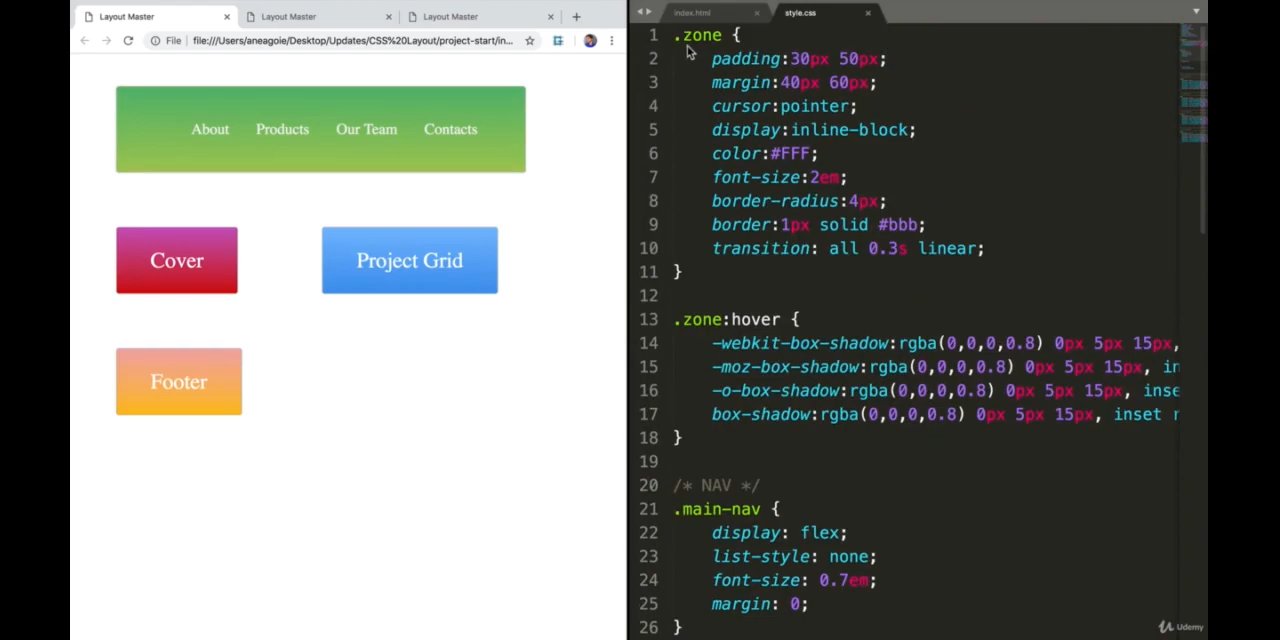 Layout Master
Layout Master
Layout Master
index.html
style.css
File
file:///Users/aneagoie/Desktop/Updates/CSS%20Layout/project-start/in...
About
Products
Our Team
Contacts
Cover
Project Grid
Footer
1 .zone {
2 padding:30px 50px;
3 margin:40px 60px;
4 cursor:pointer;
5 display:inline-block;
6 color:#FFF;
7 font-size:2em;
8 border-radius:4px;
9 border:1px solid #bbb;
10 transition: all 0.3s linear;
11 }
12
13 .zone:hover {
14 -webkit-box-shadow:rgba(0,0,0,0.8) 0px 5px 15px,
15 -moz-box-shadow:rgba(0,0,0,0.8) 0px 5px 15px, in
16 -o-box-shadow:rgba(0,0,0,0.8) 0px 5px 15px, inse
17 box-shadow:rgba(0,0,0,0.8) 0px 5px 15px, inset r
18 }
19
20 /* NAV */
21 .main-nav {
22 display: flex;
23 list-style: none;
24 font-size: 0.7em;
25 margin: 0;
26 }
Udemy